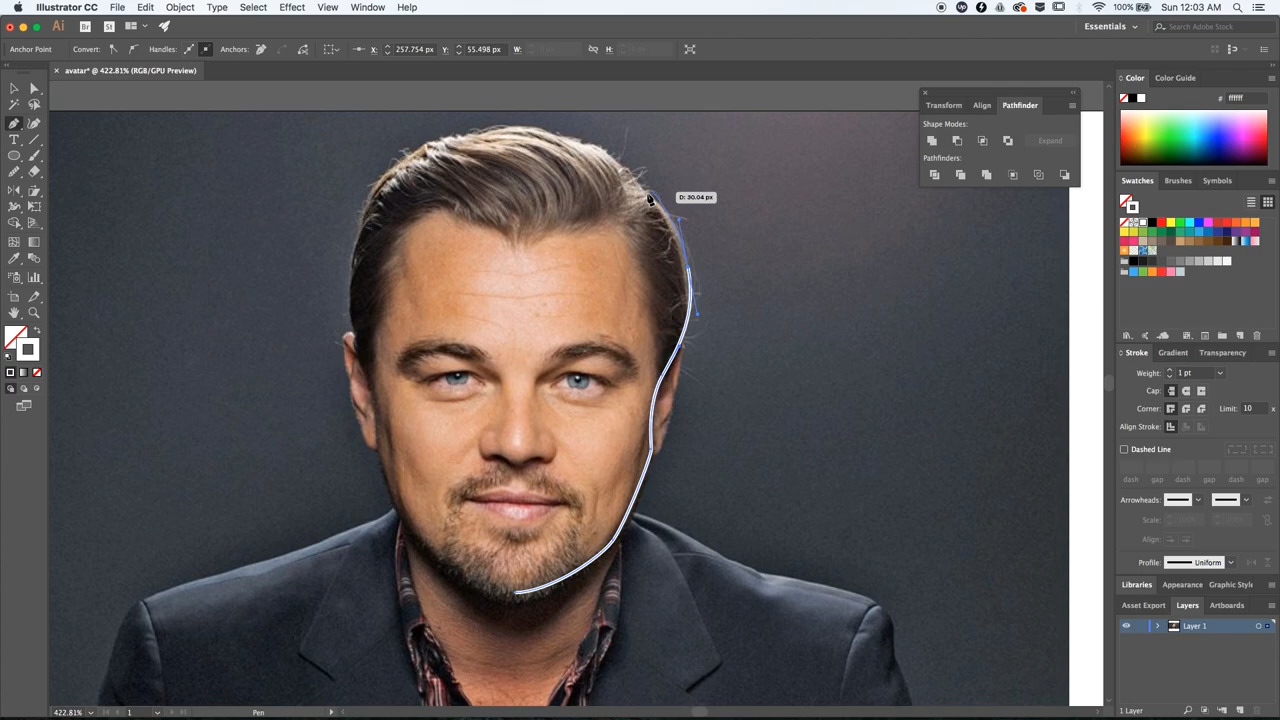 Illustrator CC File Edit Object Type Select Effect View Window Help 100% Sun 12:03 AM
Ai Br St Essentials Search Adobe Stock
Anchor Point Convert: Handles: Anchors: X: 257.754 px Y: 55.498 px W: H:
× avatar* @ 422.81% (RGB/GPU Preview)
Color Color Guide
# ffffff
Transform Align Pathfinder
Shape Modes:
Expand
Pathfinders:
Swatches Brushes Symbols
D: 30.04 px
Stroke Gradient Transparency
Weight: 1 pt
Cap:
Corner: Limit: 10 x
Align Stroke:
Dashed Line
dash gap dash gap dash gap
Arrowheads:
Scale:
Align:
Profile: Uniform
Libraries Appearance Graphic Style
Asset Export Layers Artboards
Layer 1
422.81% 1 Pen
1 Layer